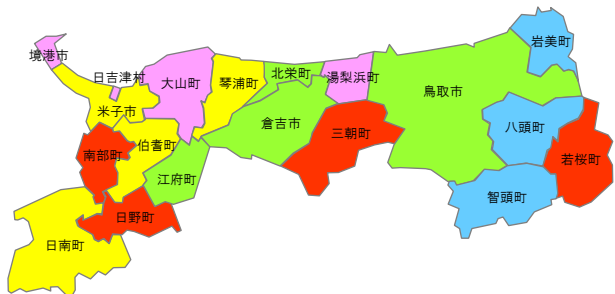 岩美町
境港市
日吉津村
大山町
琴浦町
北栄町
湯梨浜町
鳥取市
米子市
倉吉市
三朝町
八頭町
南部町
伯耆町
若桜町
江府町
智頭町
日野町
日南町